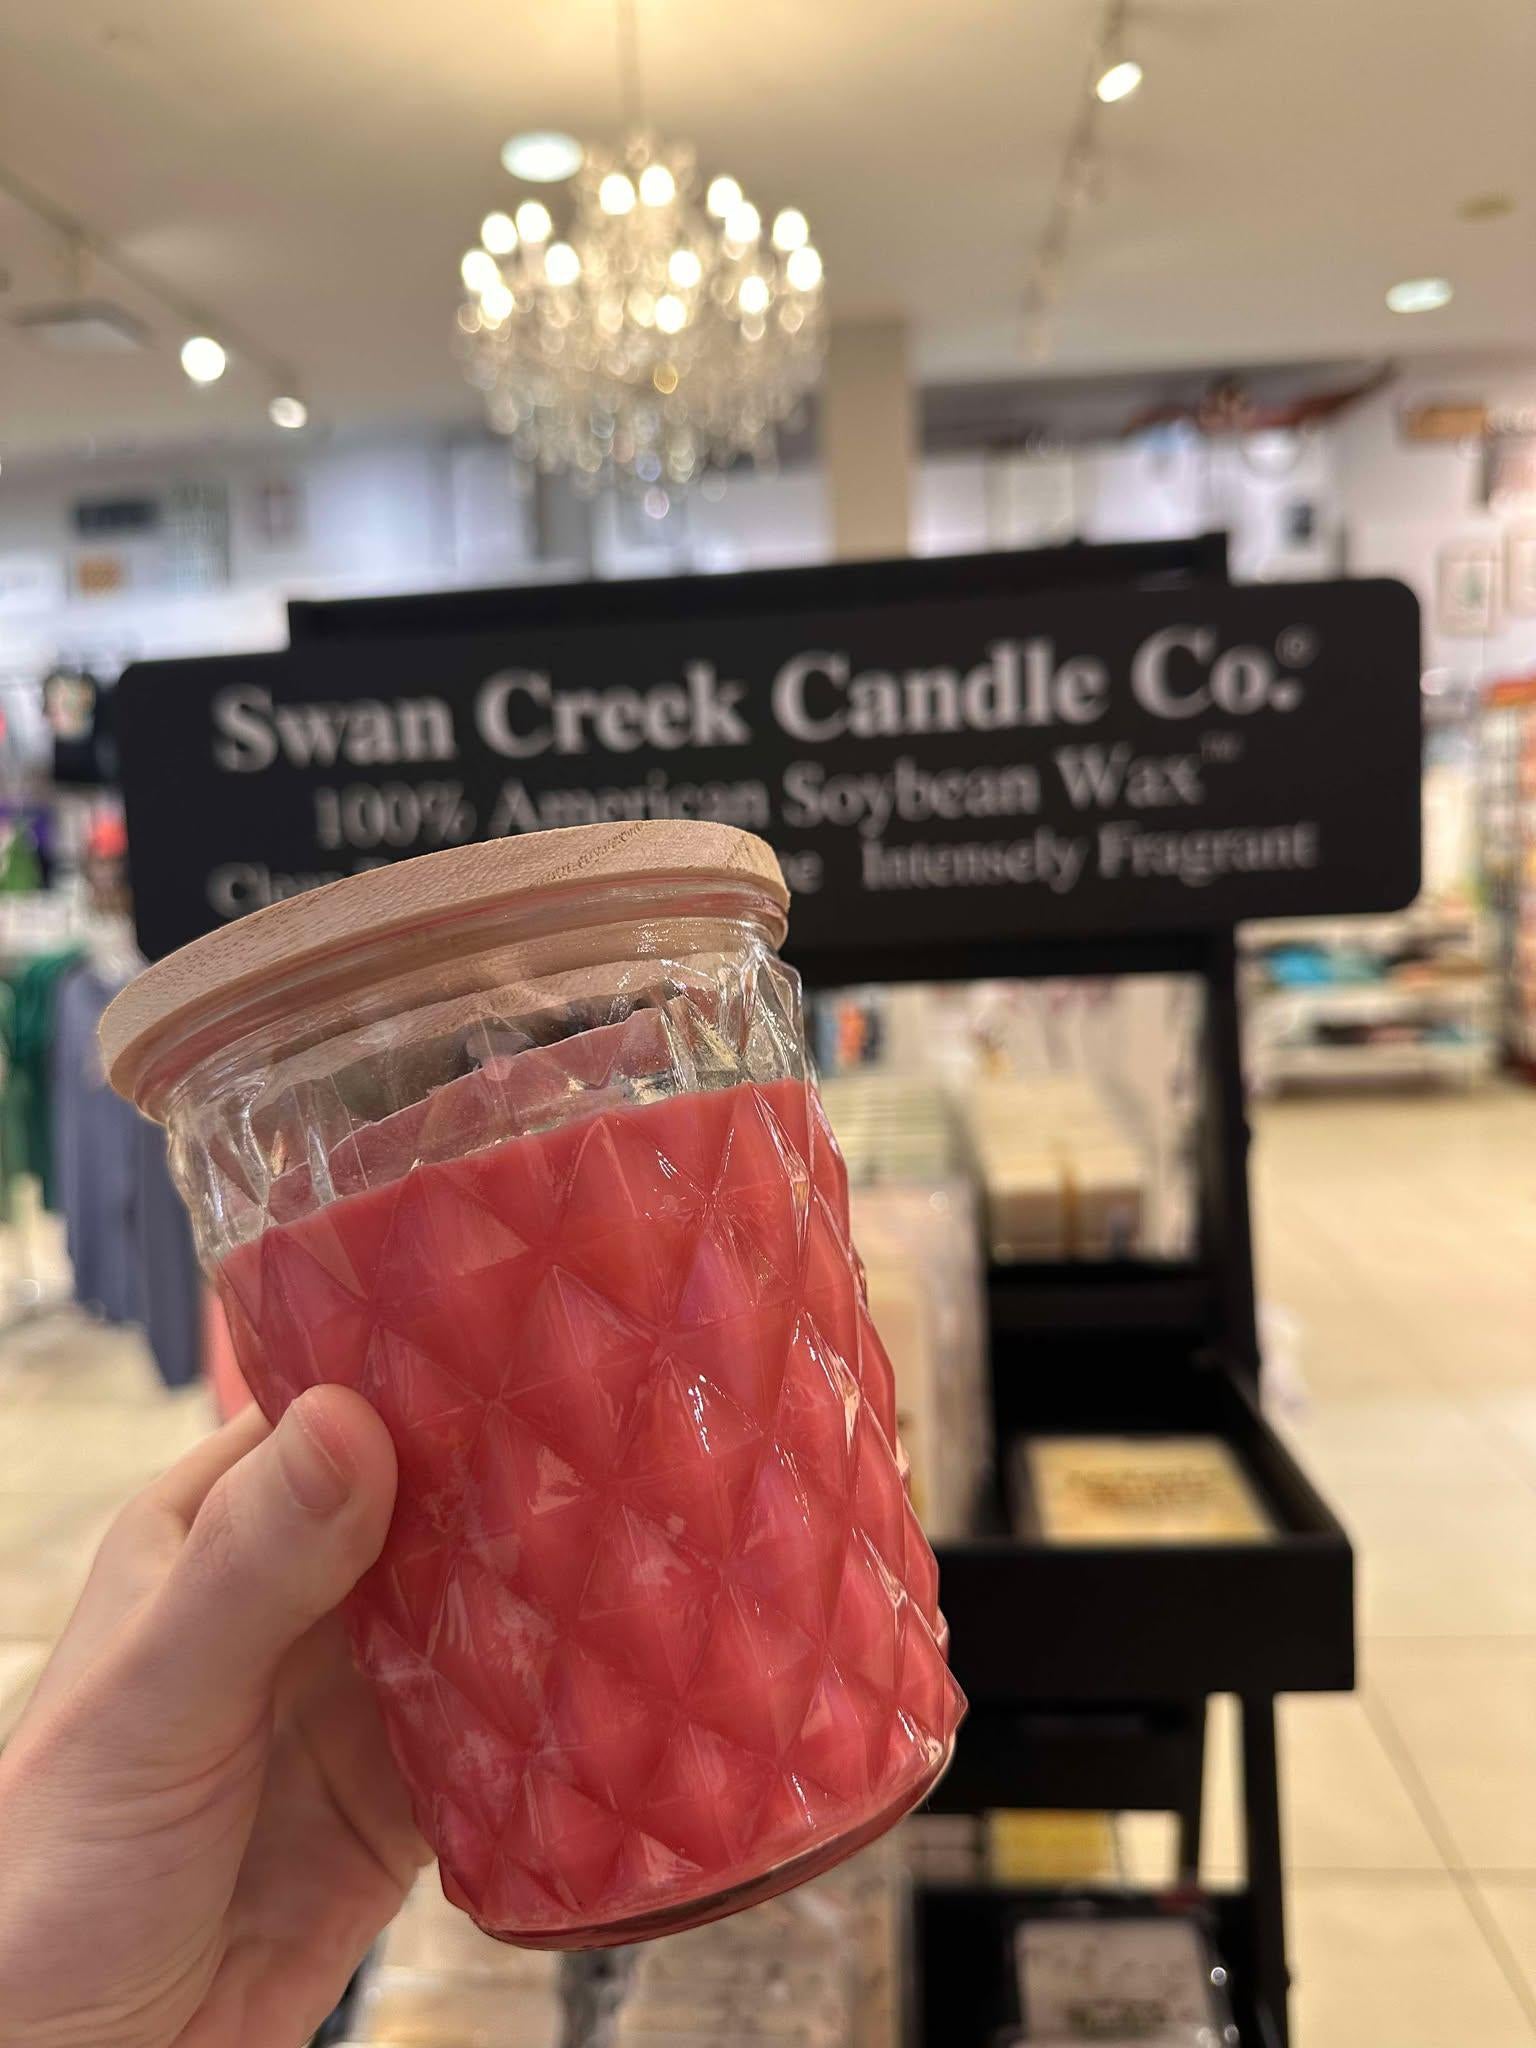 Swan Creek Candle Co.®
100% American Soybean Wax™
Intensely Fragrant